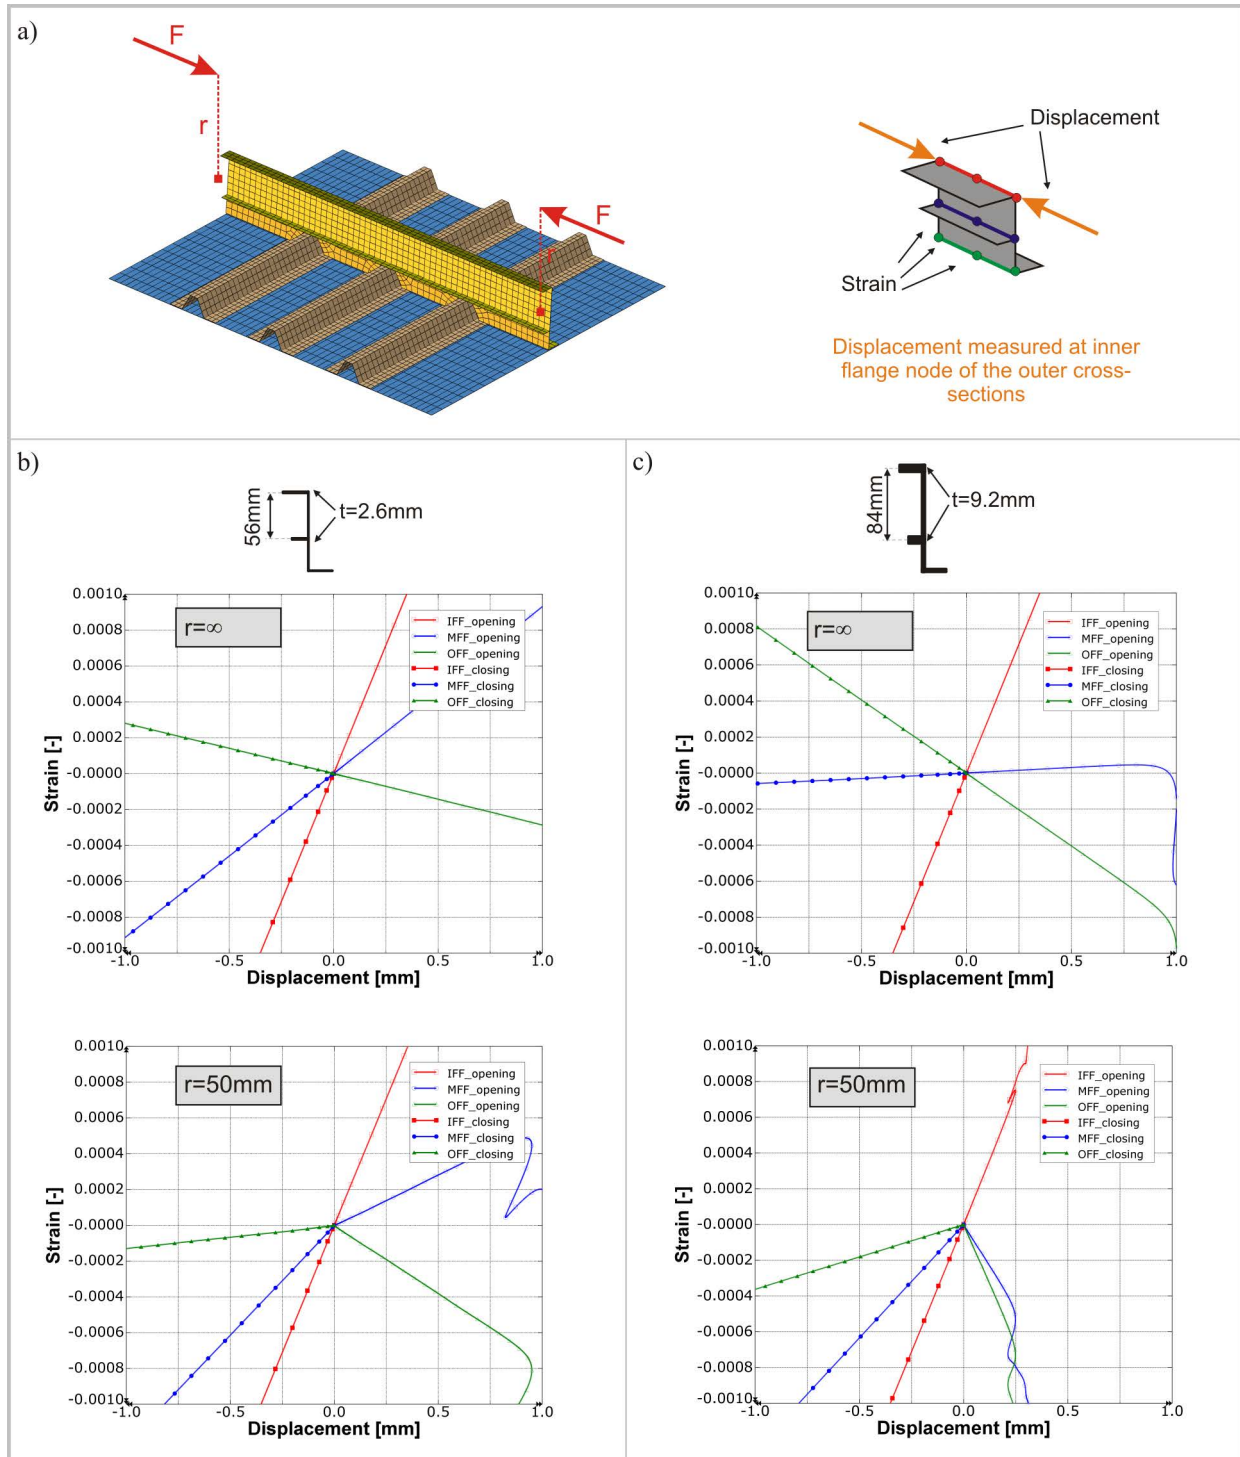 a)
F
r
F
r
Displacement
Strain
Displacement measured at inner
flange node of the outer cross-
sections
b)
56mm
t=2.6mm
r=∞
IFF_opening
MFF_opening
OFF_opening
IFF_closing
MFF_closing
OFF_closing
0.0010
0.0008
0.0006
0.0004
0.0002
-0.0000
-0.0002
-0.0004
-0.0006
-0.0008
-0.0010
Strain [-]
-1.0 -0.5 0.0 0.5 1.0
Displacement [mm]
r=50mm
IFF_opening
MFF_opening
OFF_opening
IFF_closing
MFF_closing
OFF_closing
0.0010
0.0008
0.0006
0.0004
0.0002
-0.0000
-0.0002
-0.0004
-0.0006
-0.0008
-0.0010
Strain [-]
-1.0 -0.5 0.0 0.5 1.0
Displacement [mm]
c)
84mm
t=9.2mm
r=∞
IFF_opening
MFF_opening
OFF_opening
IFF_closing
MFF_closing
OFF_closing
0.0010
0.0008
0.0006
0.0004
0.0002
-0.0000
-0.0002
-0.0004
-0.0006
-0.0008
-0.0010
Strain [-]
-1.0 -0.5 0.0 0.5 1.0
Displacement [mm]
r=50mm
IFF_opening
MFF_opening
OFF_opening
IFF_closing
MFF_closing
OFF_closing
0.0010
0.0008
0.0006
0.0004
0.0002
-0.0000
-0.0002
-0.0004
-0.0006
-0.0008
-0.0010
Strain [-]
-1.0 -0.5 0.0 0.5 1.0
Displacement [mm]